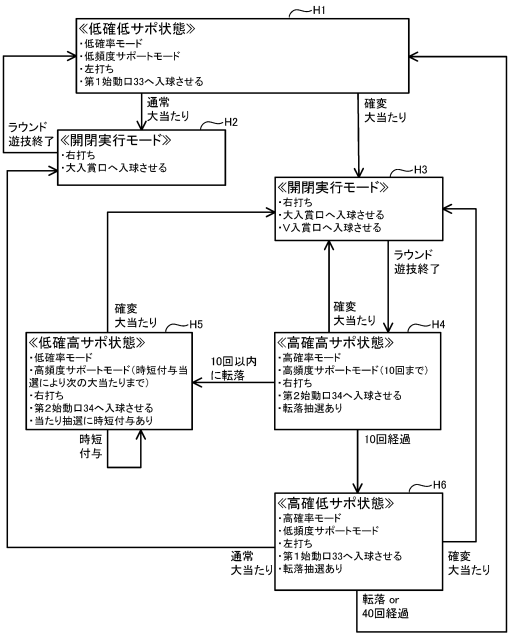 H1
≪低確低サポ状態≫
・低確率モード
・低頻度サポートモード
・左打ち
・第1始動口33へ入球させる
通常
大当たり
確変
大当たり
ラウンド
遊技終了
H2
≪開閉実行モード≫
・右打ち
・大入賞口へ入球させる
H3
≪開閉実行モード≫
・右打ち
・大入賞口へ入球させる
・V入賞口へ入球させる
ラウンド
遊技終了
確変
大当たり
確変
大当たり
H5
≪低確高サポ状態≫
・低確率モード
・高頻度サポートモード(時短付与当
選により次の大当たりまで)
・右打ち
・第2始動口34へ入球させる
・当たり抽選に時短付与あり
時短
付与
10回以内
に転落
H4
≪高確高サポ状態≫
・高確率モード
・高頻度サポートモード(10回まで)
・右打ち
・第2始動口34へ入球させる
・転落抽選あり
10回経過
H6
≪高確低サポ状態≫
・高確率モード
・低頻度サポートモード
・左打ち
・第1始動口33へ入球させる
・転落抽選あり
通常
大当たり
確変
大当たり
転落 or
40回経過